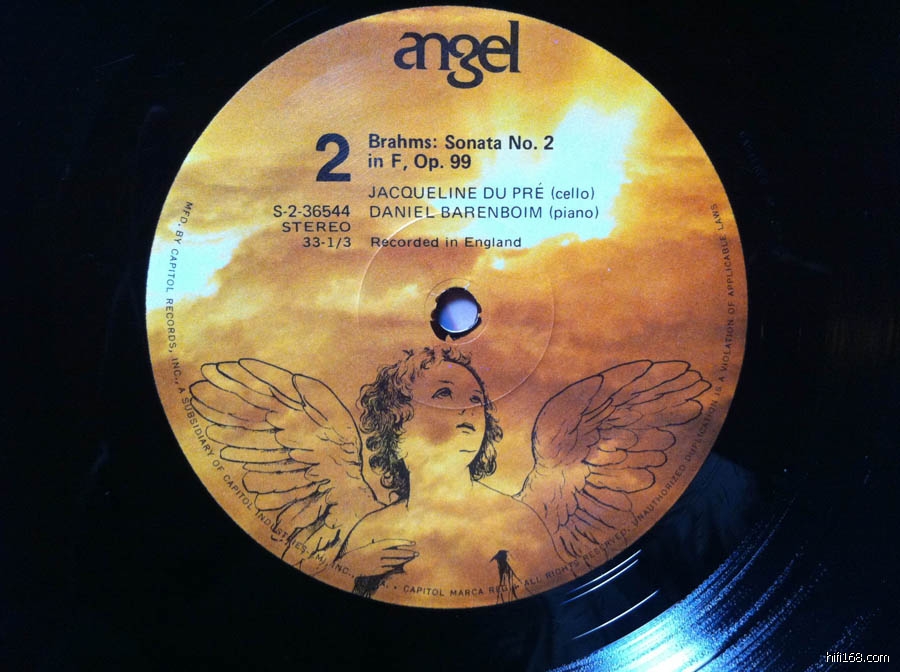 angel
2
Brahms: Sonata No. 2
in F, Op. 99
JACQUELINE DU PRÉ (cello)
S-2-36544 DANIEL BARENBOIM (piano)
STEREO
33-1/3 Recorded in England
MFD. BY CAPITOL RECORDS, INC., A SUBSIDIARY OF CAPITOL INDUSTRIES-EMI, INC., U.S.A. • CAPITOL MARCA REG. • ALL RIGHTS RESERVED. UNAUTHORIZED DUPLICATION IS A VIOLATION OF APPLICABLE LAWS
hifi168.com